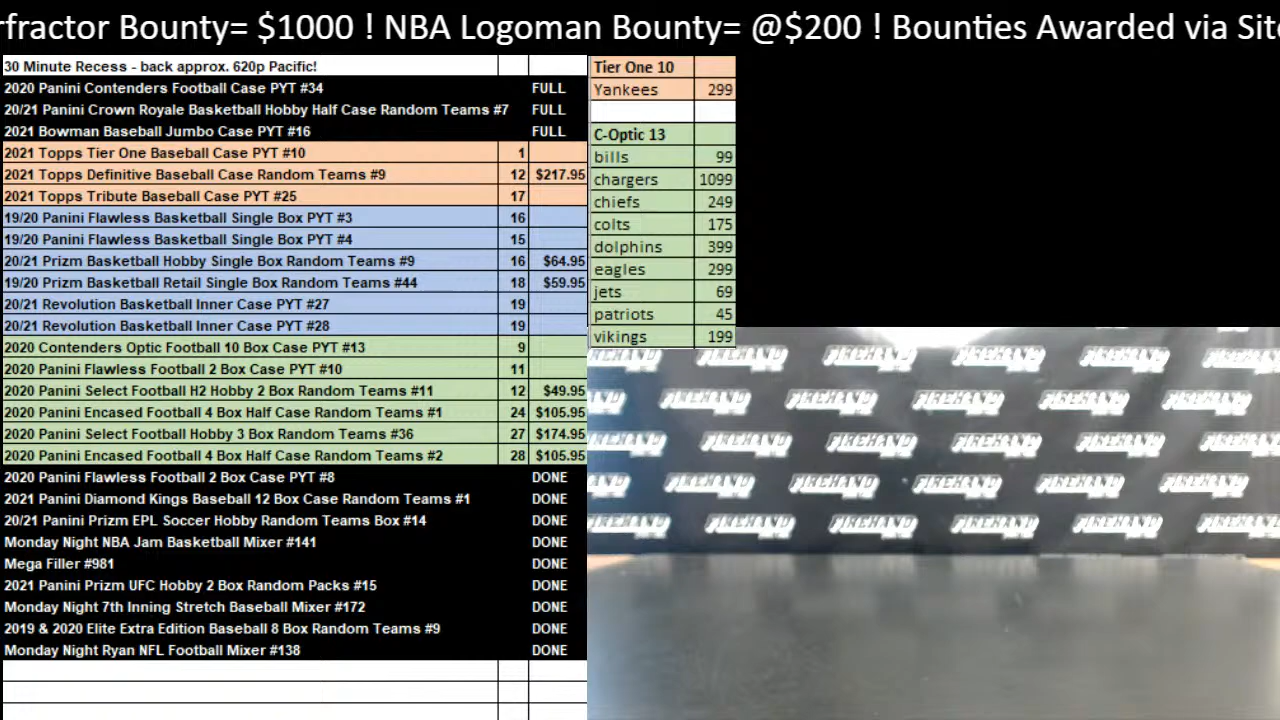 rfractor Bounty= $1000 ! NBA Logoman Bounty= @$200 ! Bounties Awarded via Site
30 Minute Recess - back approx. 620p Pacific!
2020 Panini Contenders Football Case PYT #34 FULL
20/21 Panini Crown Royale Basketball Hobby Half Case Random Teams #7 FULL
2021 Bowman Baseball Jumbo Case PYT #16 FULL
2021 Topps Tier One Baseball Case PYT #10 1
2021 Topps Definitive Baseball Case Random Teams #9 12 $217.95
2021 Topps Tribute Baseball Case PYT #25 17
19/20 Panini Flawless Basketball Single Box PYT #3 16
19/20 Panini Flawless Basketball Single Box PYT #4 15
20/21 Prizm Basketball Hobby Single Box Random Teams #9 16 $64.95
19/20 Prizm Basketball Retail Single Box Random Teams #44 18 $59.95
20/21 Revolution Basketball Inner Case PYT #27 19
20/21 Revolution Basketball Inner Case PYT #28 19
2020 Contenders Optic Football 10 Box Case PYT #13 9
2020 Panini Flawless Football 2 Box Case PYT #10 11
2020 Panini Select Football H2 Hobby 2 Box Random Teams #11 12 $49.95
2020 Panini Encased Football 4 Box Half Case Random Teams #1 24 $105.95
2020 Panini Select Football Hobby 3 Box Random Teams #36 27 $174.95
2020 Panini Encased Football 4 Box Half Case Random Teams #2 28 $105.95
2020 Panini Flawless Football 2 Box Case PYT #8 DONE
2021 Panini Diamond Kings Baseball 12 Box Case Random Teams #1 DONE
20/21 Panini Prizm EPL Soccer Hobby Random Teams Box #14 DONE
Monday Night NBA Jam Basketball Mixer #141 DONE
Mega Filler #981 DONE
2021 Panini Prizm UFC Hobby 2 Box Random Packs #15 DONE
Monday Night 7th Inning Stretch Baseball Mixer #172 DONE
2019 & 2020 Elite Extra Edition Baseball 8 Box Random Teams #9 DONE
Monday Night Ryan NFL Football Mixer #138 DONE
Tier One 10
Yankees 299
C-Optic 13
bills 99
chargers 1099
chiefs 249
colts 175
dolphins 399
eagles 299
jets 69
patriots 45
vikings 199